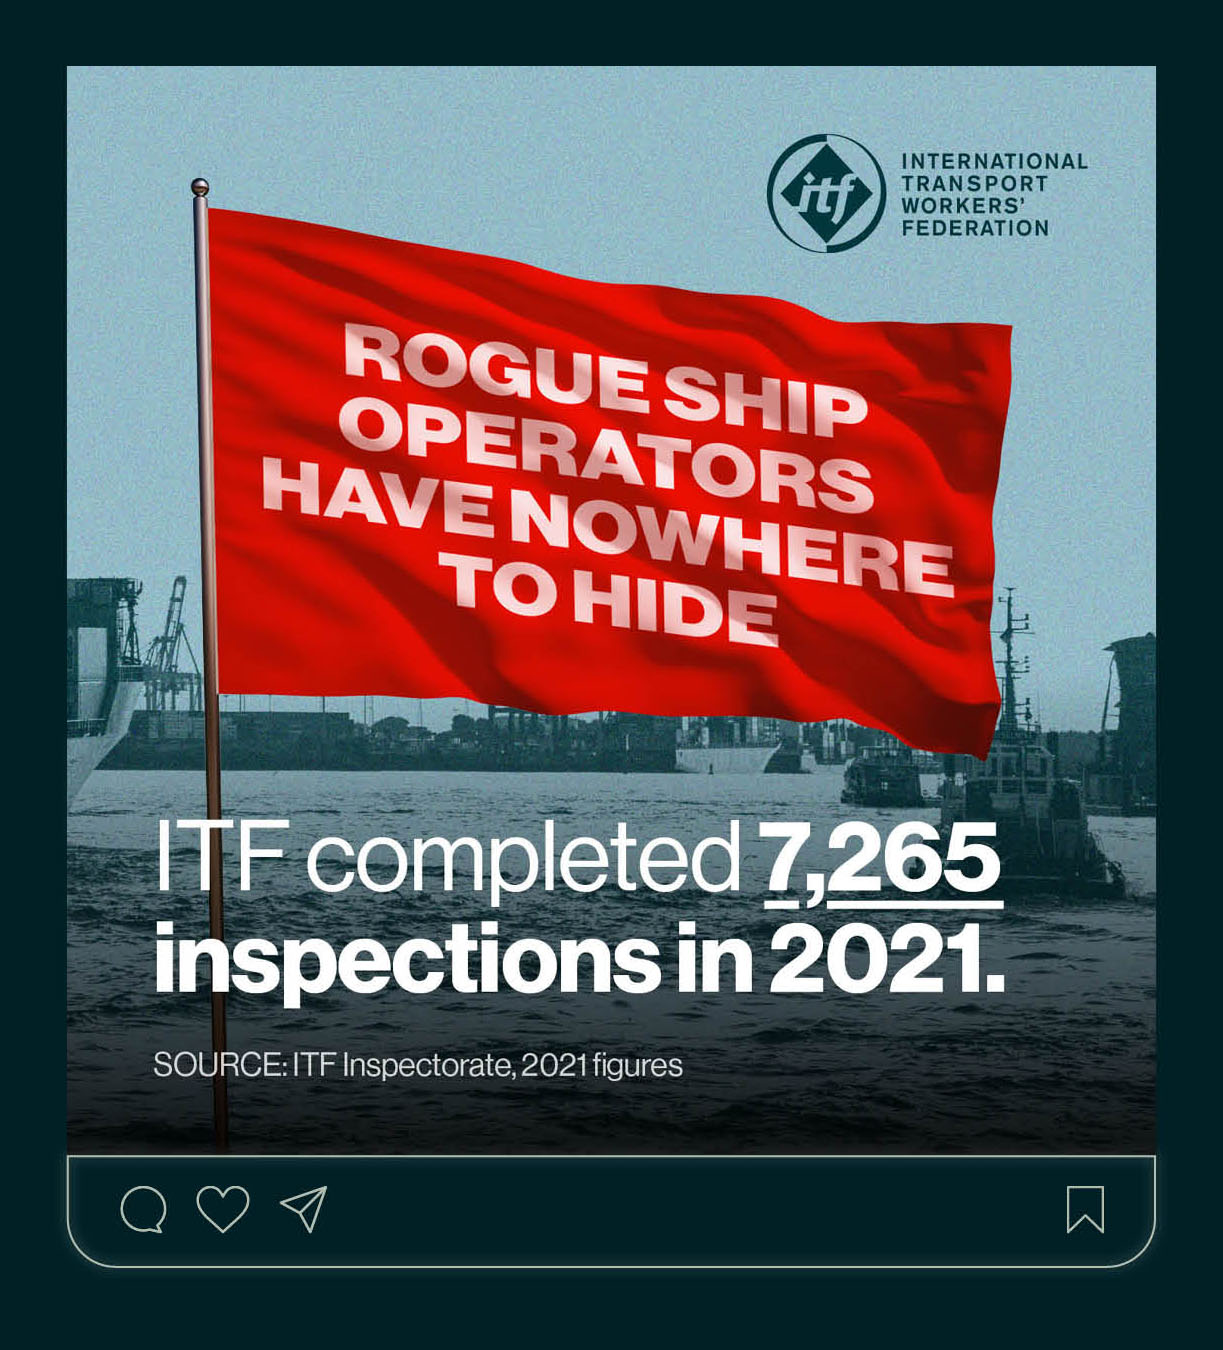 itf
INTERNATIONAL
TRANSPORT
WORKERS'
FEDERATION
ROGUE SHIP
OPERATORS
HAVE NOWHERE
TO HIDE
ITF completed 7,265
inspections in 2021.
SOURCE: ITF Inspectorate, 2021 figures